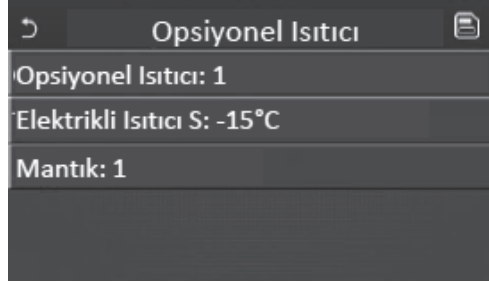 Opsiyonel Isıtıcı
Opsiyonel Isıtıcı: 1
Elektrikli Isıtıcı S: -15°C
Mantık: 1